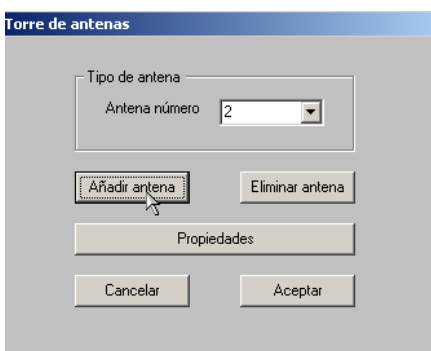 Torre de antenas
Tipo de antena
Antena número 2
Añadir antena Eliminar antena
Propiedades
Cancelar Aceptar